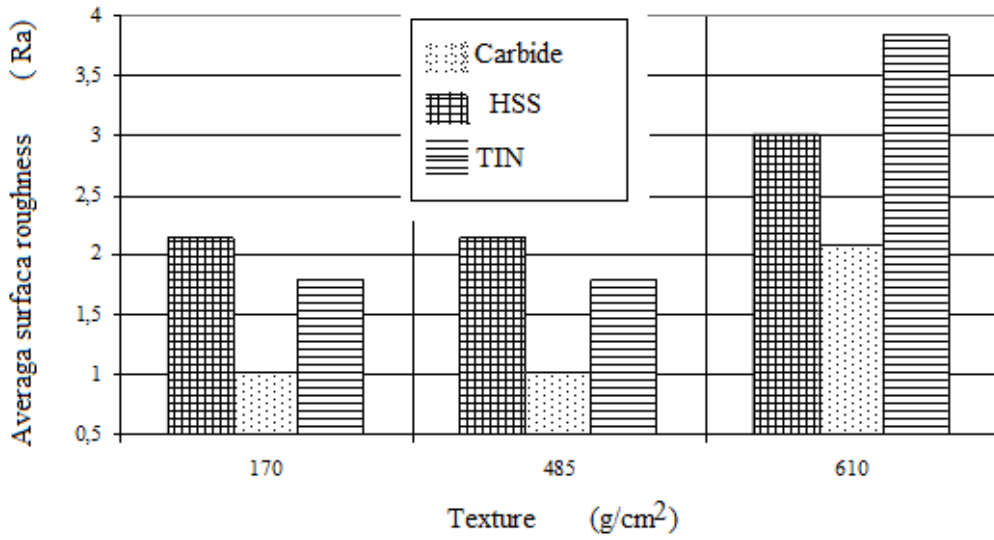 Averaga surfaca roughness ( Ra)
4
3,5
3
2,5
2
1,5
1
0,5
Carbide
HSS
TIN
170 485 610
Texture (g/cm2)